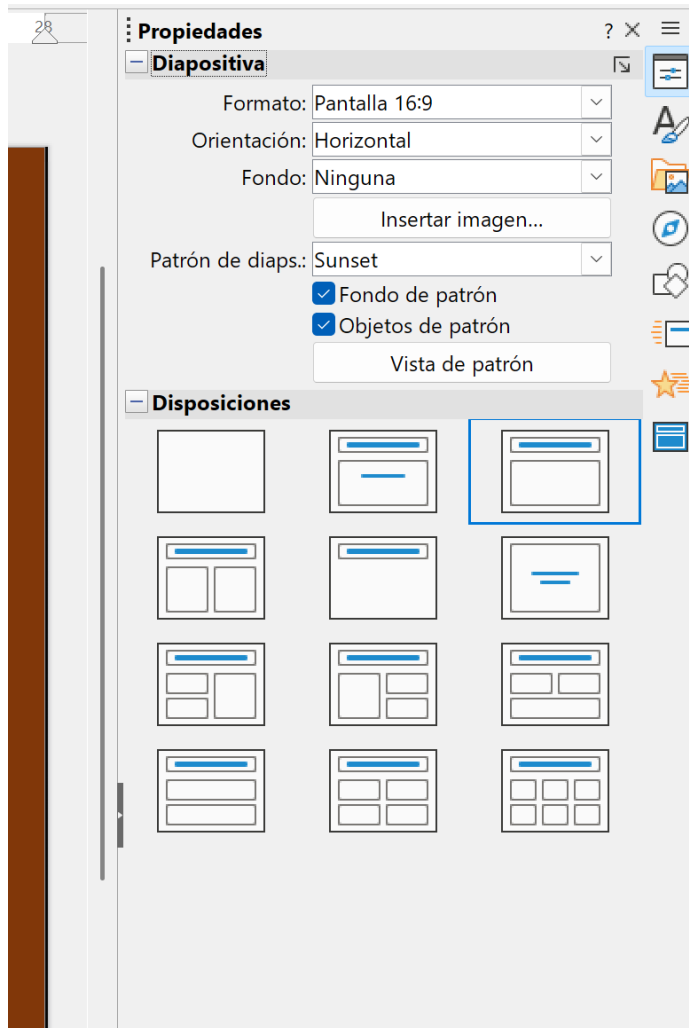 28
Propiedades ?
Diapositiva
Formato: Pantalla 16:9
Orientación: Horizontal
Fondo: Ninguna
Insertar imagen...
Patrón de diaps.: Sunset
Fondo de patrón
Objetos de patrón
Vista de patrón
Disposiciones